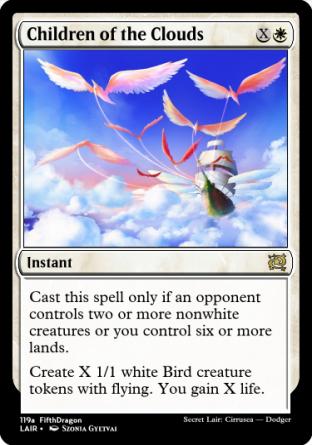 Children of the Clouds X
Instant
Cast this spell only if an opponent
controls two or more nonwhite
creatures or you control six or more
lands.
Create X 1/1 white Bird creature
tokens with flying. You gain X life.
119a FifthDragon
LAIR • Szonia Gyetvai
Secret Lair: Cirrusea — Dodger